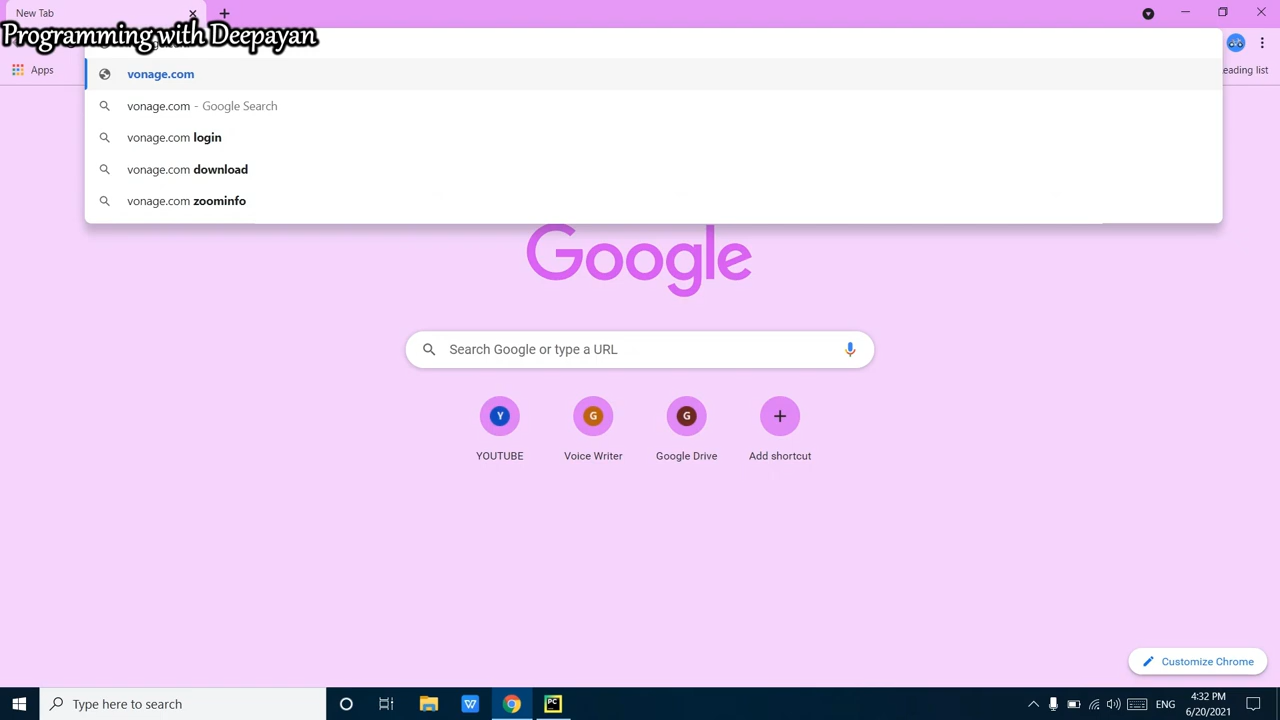 New Tab
Programming with Deepayan
Apps
eading list
vonage.com
vonage.com - Google Search
vonage.com login
vonage.com download
vonage.com zoominfo
Google
Search Google or type a URL
Y
G
G
YOUTUBE
Voice Writer
Google Drive
Add shortcut
Customize Chrome
Type here to search
W
PC
ENG
4:32 PM
6/20/2021